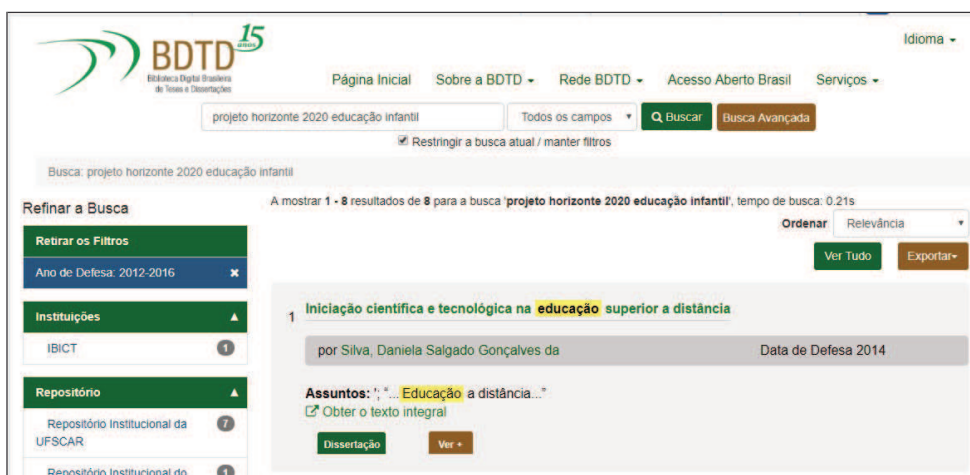 15
anos
BDTD
Biblioteca Digital Brasileira
de Teses e Dissertações
Idioma
Página Inicial Sobre a BDTD Rede BDTD Acesso Aberto Brasil Serviços
projeto horizonte 2020 educação infantil Todos os campos Buscar Busca Avançada
Restringir a busca atual / manter filtros
Busca: projeto horizonte 2020 educação infantil
Refinar a Busca
A mostrar 1 - 8 resultados de 8 para a busca 'projeto horizonte 2020 educação infantil', tempo de busca: 0.21s
Ordenar Relevância
Retirar os Filtros
Ver Tudo Exportar
Ano de Defesa: 2012-2016 ×
Instituições
1 Iniciação científica e tecnológica na educação superior a distância
IBICT 1
por Silva, Daniela Salgado Gonçalves da Data de Defesa 2014
Repositório
Assuntos: '; "... Educação a distância..."
Obter o texto integral
Repositório Institucional da 7
UFSCAR
Dissertação Ver +
Repositório Institucional do 1